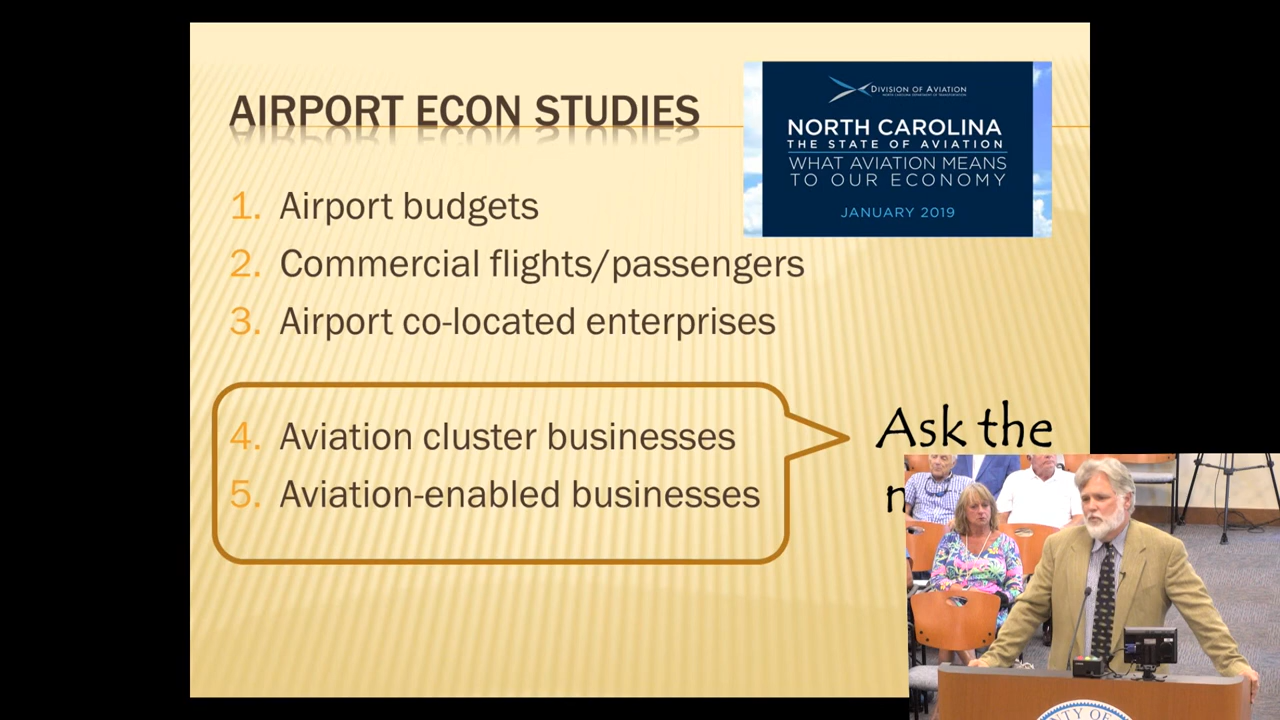 AIRPORT ECON STUDIES
DIVISION OF AVIATION
NORTH CAROLINA
THE STATE OF AVIATION
WHAT AVIATION MEANS
TO OUR ECONOMY
JANUARY 2019
1. Airport budgets
2. Commercial flights/passengers
3. Airport co-located enterprises
4. Aviation cluster businesses
5. Aviation-enabled businesses
Ask the